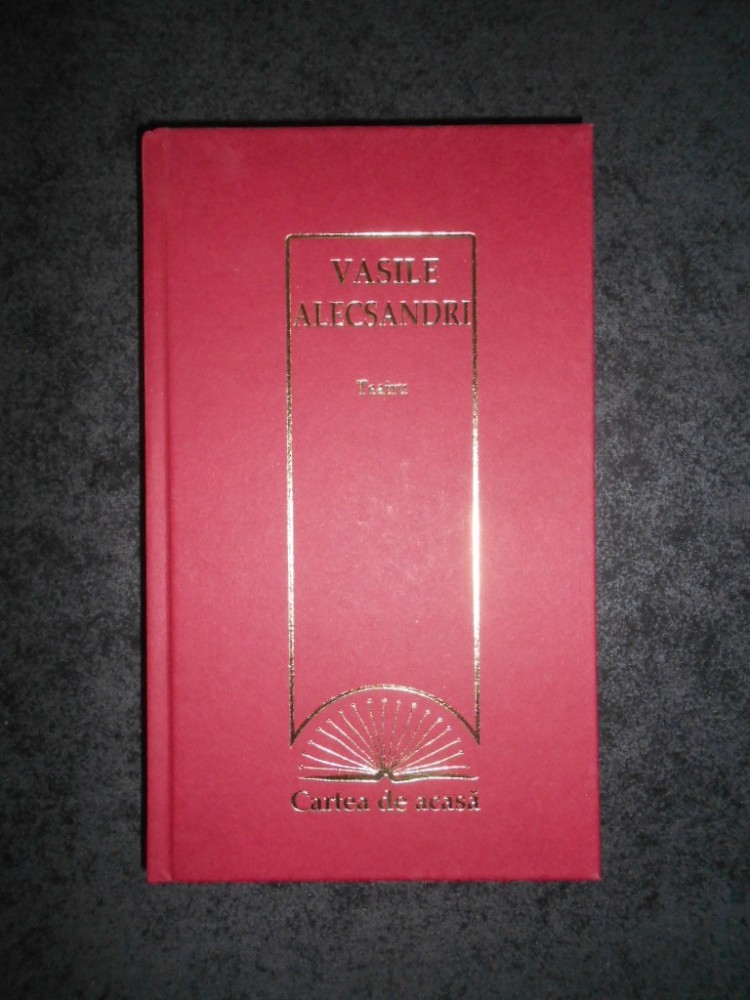 VASILE
ALECSANDRI
Teatru
Cartea de acasă